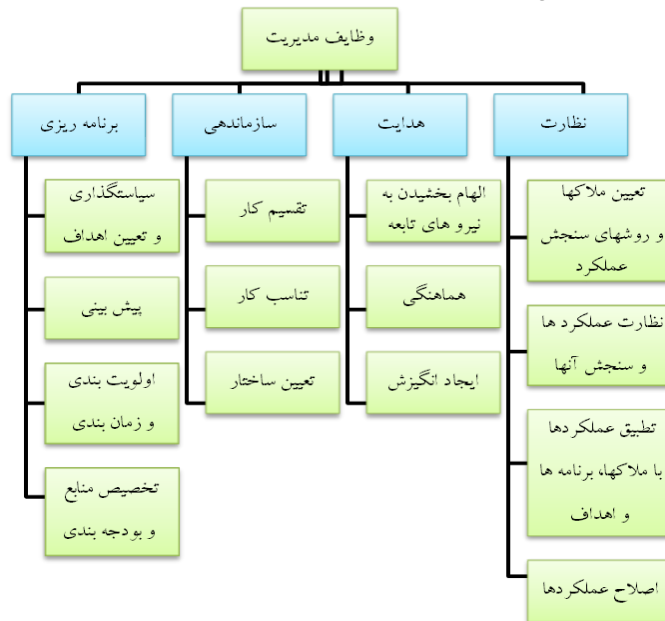 وظایف مدیریت
نظارت
هدایت
سازماندهی
برنامه ریزی
تعیین ملاکها
و روشهای سنجش
عملکرد
نظارت عملکرد ها
و سنجش آنها
تطبیق عملکردها
با ملاکها، برنامه ها
و اهداف
اصلاح عملکردها
الهام بخشیدن به
نیرو های تابعه
هماهنگی
ایجاد انگیزش
تقسیم کار
تناسب کار
تعیین ساختار
سیاستگذاری
و تعیین اهداف
پیش بینی
اولویت بندی
و زمان بندی
تخصیص منابع
و بودجه بندی